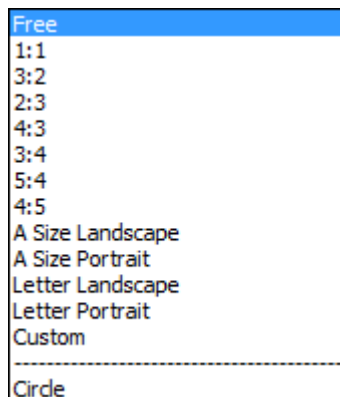 Free
1:1
3:2
2:3
4:3
3:4
5:4
4:5
A Size Landscape
A Size Portrait
Letter Landscape
Letter Portrait
Custom
--------------------------------------------
Circle